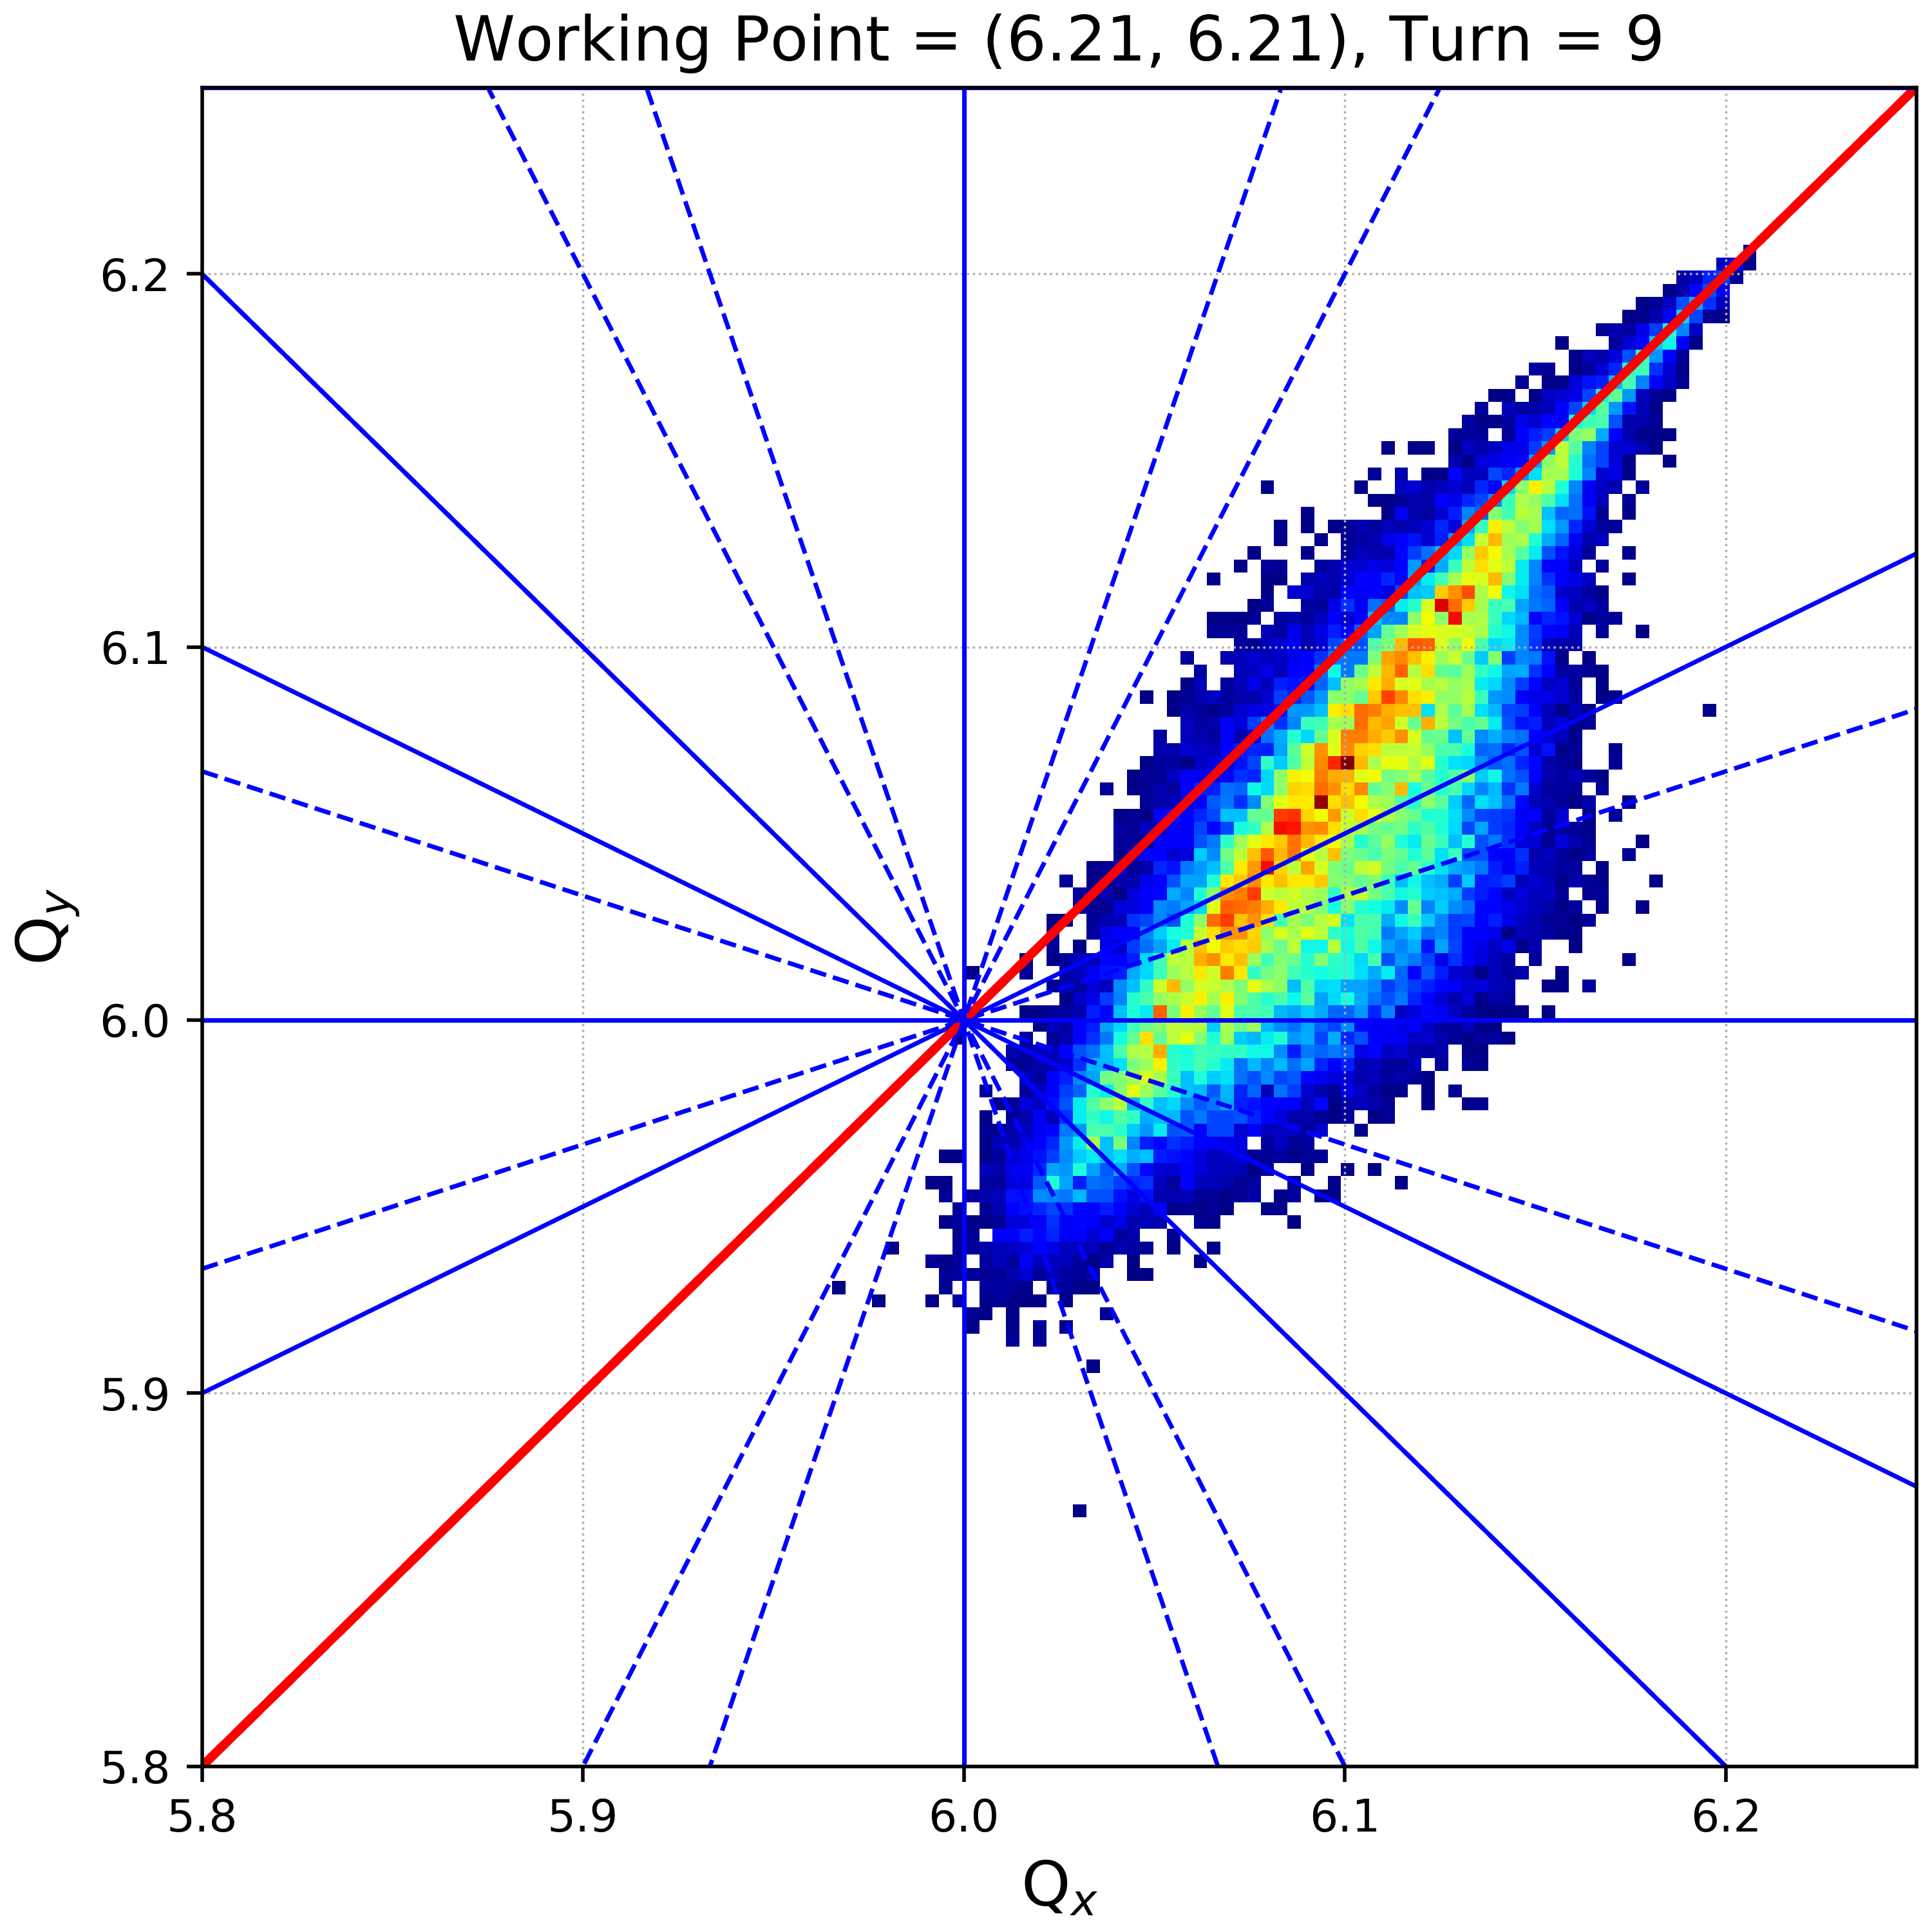 Working Point = (6.21, 6.21), Turn = 9
6.2
6.1
6.0
5.9
5.8
Qy
5.8 5.9 6.0 6.1 6.2
Qx